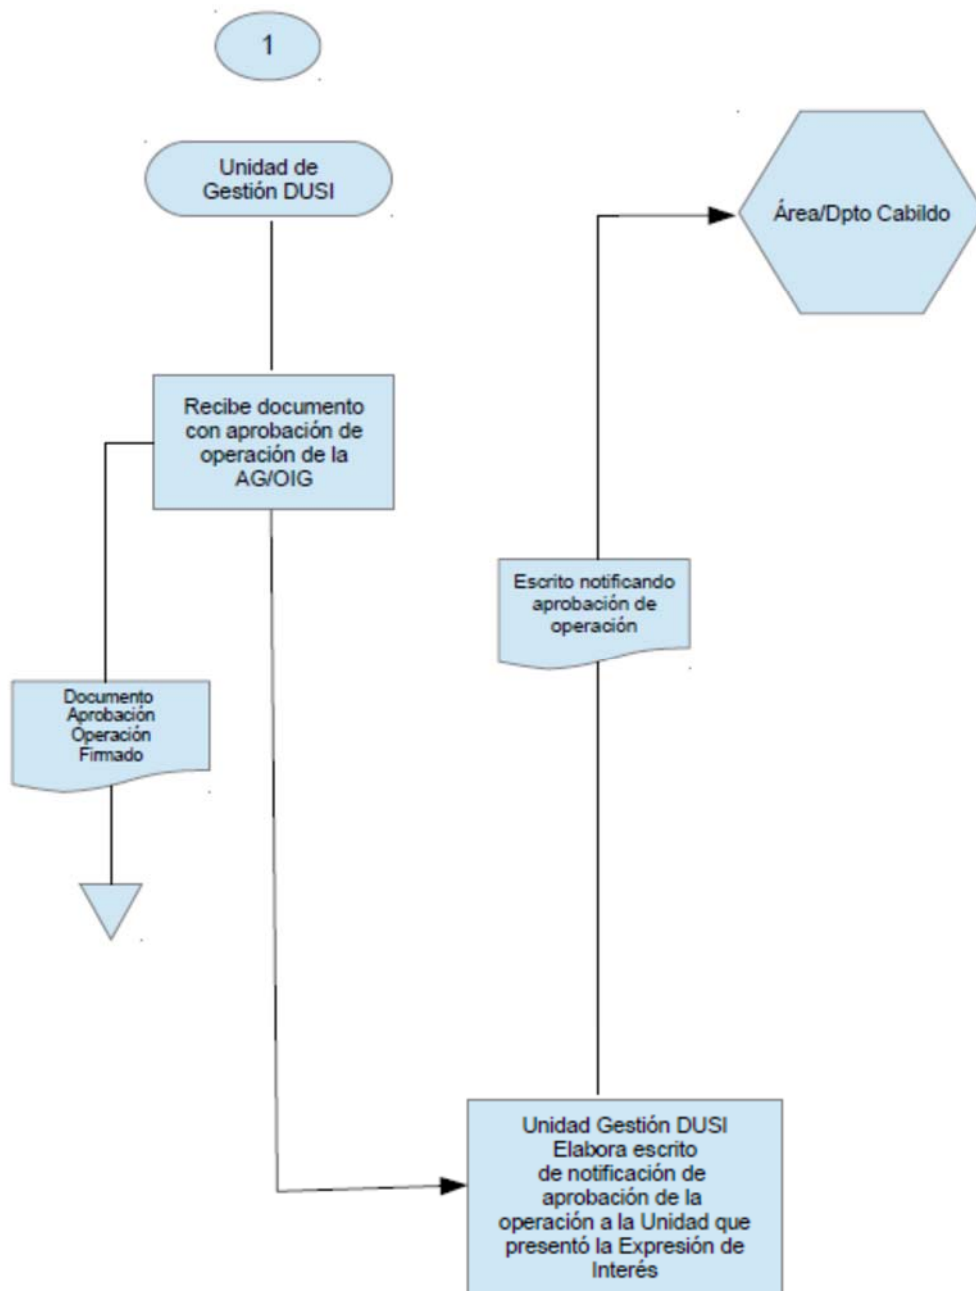 1
Unidad de
Gestión DUSI
Área/Dpto Cabildo
Recibe documento
con aprobación de
operación de la
AG/OIG
Escrito notificando
aprobación de
operación
Documento
Aprobación
Operación
Firmado
Unidad Gestión DUSI
Elabora escrito
de notificación de
aprobación de la
operación a la Unidad que
presentó la Expresión de
Interés